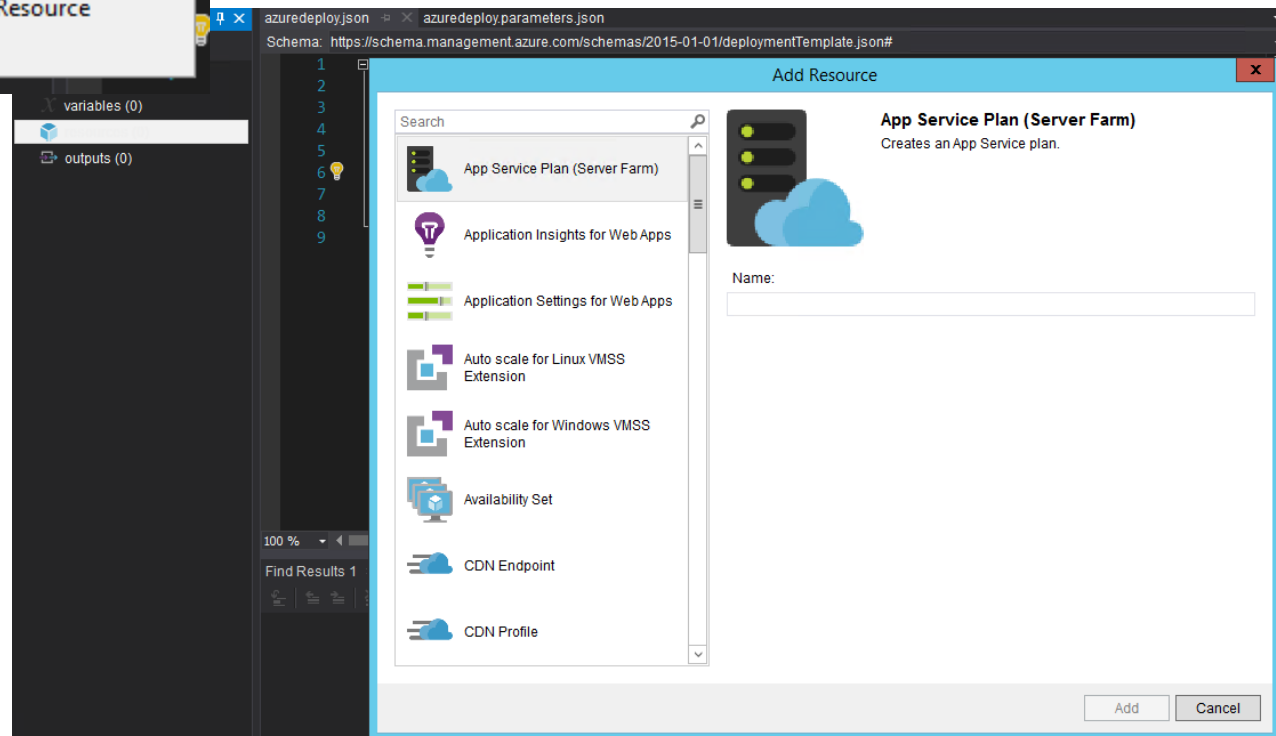 Resource
azuredeploy.json
azuredeploy.parameters.json
Schema: https://schema.management.azure.com/schemas/2015-01-01/deploymentTemplate.json#
variables (0)
outputs (0)
1
2
3
4
5
6
7
8
9
100 %
Find Results 1
Add Resource
x
Search
App Service Plan (Server Farm)
Application Insights for Web Apps
Application Settings for Web Apps
Auto scale for Linux VMSS
Extension
Auto scale for Windows VMSS
Extension
Availability Set
CDN Endpoint
CDN Profile
App Service Plan (Server Farm)
Creates an App Service plan.
Name:
Add
Cancel